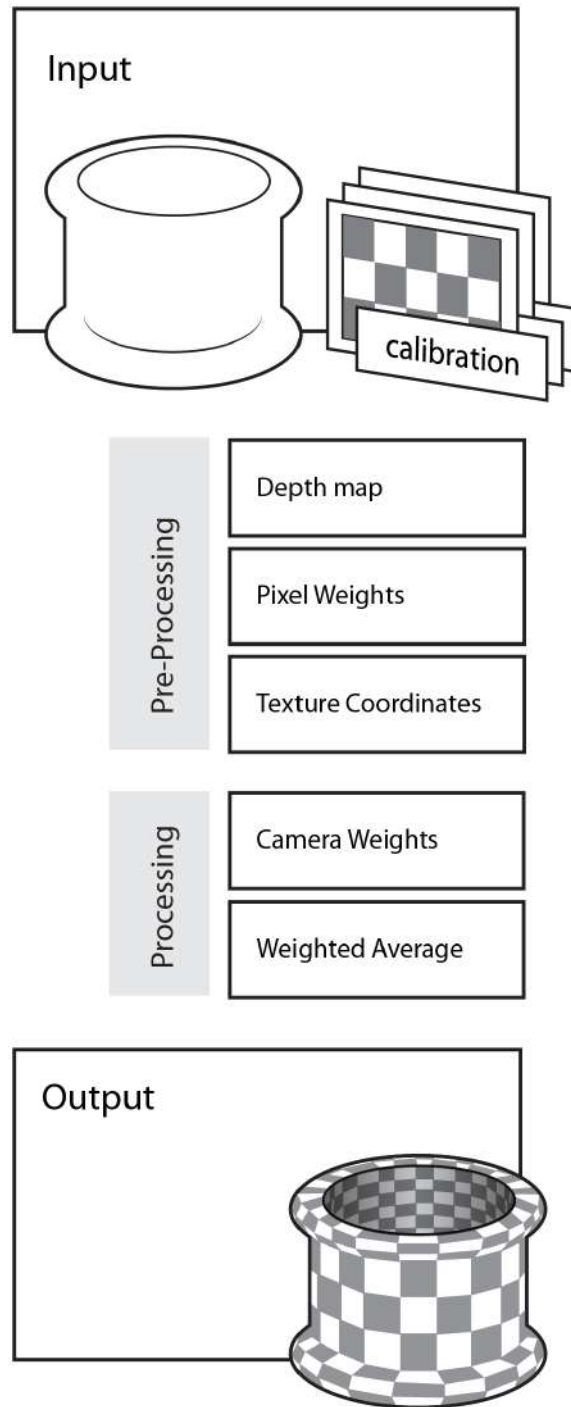 Input
calibration
Pre-Processing
Depth map
Pixel Weights
Texture Coordinates
Processing
Camera Weights
Weighted Average
Output